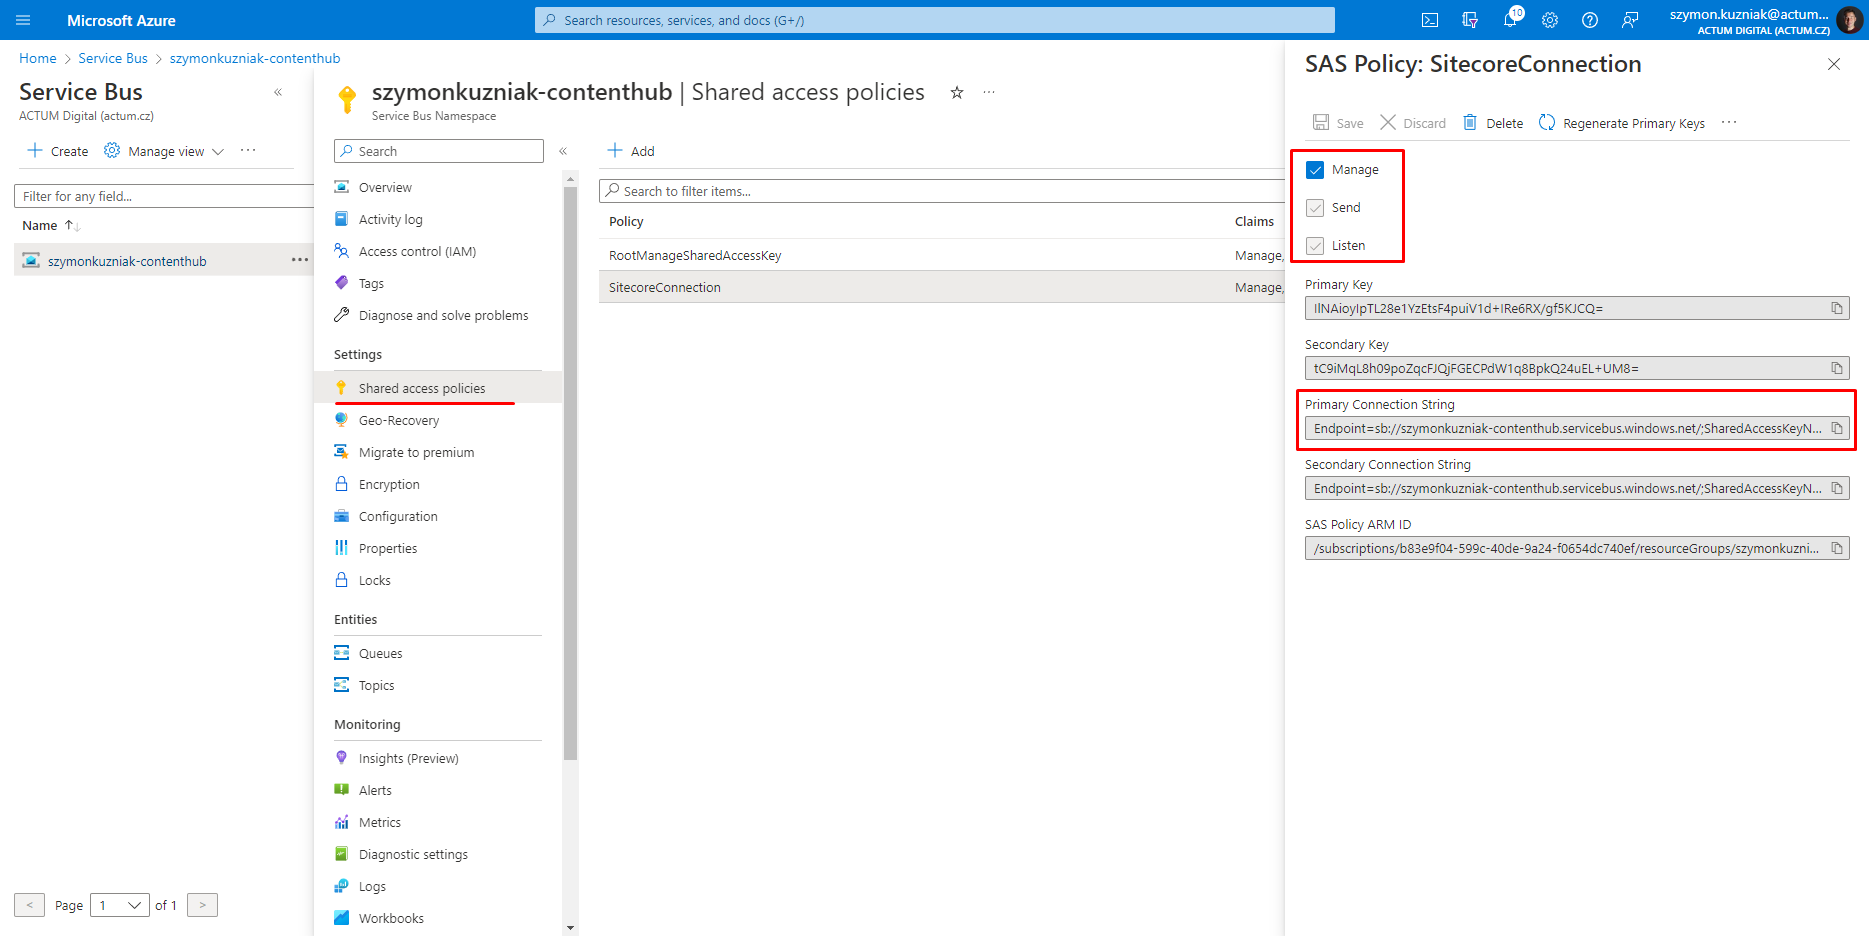 Microsoft Azure
Search resources, services, and docs (G+/)
10
szymon.kuzniak@actum...
ACTUM DIGITAL (ACTUM.CZ)
Home > Service Bus > szymonkuzniak-contenthub
Service Bus
ACTUM Digital (actum.cz)
Create
Manage view
Filter for any field...
Name
szymonkuzniak-contenthub
< Page 1 of 1 >
szymonkuzniak-contenthub | Shared access policies
Service Bus Namespace
Search
Overview
Activity log
Access control (IAM)
Tags
Diagnose and solve problems
Settings
Shared access policies
Geo-Recovery
Migrate to premium
Encryption
Configuration
Properties
Locks
Entities
Queues
Topics
Monitoring
Insights (Preview)
Alerts
Metrics
Diagnostic settings
Logs
Workbooks
Add
Search to filter items...
Policy Claims
RootManageSharedAccessKey Manage,
SitecoreConnection Manage,
SAS Policy: SitecoreConnection
Save Discard Delete Regenerate Primary Keys
Manage
Send
Listen
Primary Key
IlNAioyIpTL28e1YzEtsF4puiV1d+IRe6RX/gf5KJCQ=
Secondary Key
tC9iMqL8h09poZqcFJQjFGECPdW1q8BpkQ24uEL+UM8=
Primary Connection String
Endpoint=sb://szymonkuzniak-contenthub.servicebus.windows.net/;SharedAccessKeyN...
Secondary Connection String
Endpoint=sb://szymonkuzniak-contenthub.servicebus.windows.net/;SharedAccessKeyN...
SAS Policy ARM ID
/subscriptions/b83e9f04-599c-40de-9a24-f0654dc740ef/resourceGroups/szymonkuzni...